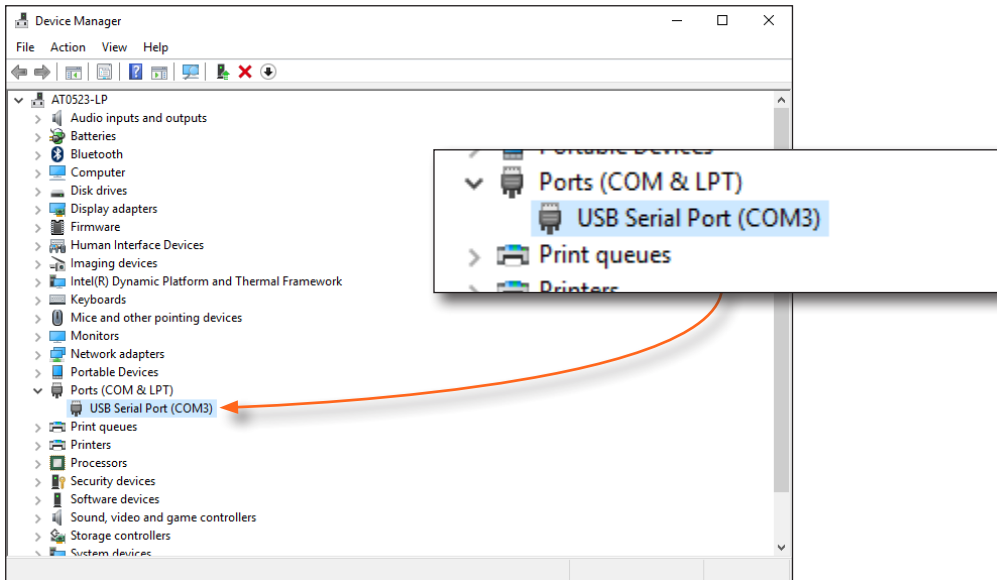 Device Manager
File Action View Help
AT0523-LP
Audio inputs and outputs
Batteries
Bluetooth
Computer
Disk drives
Display adapters
Firmware
Human Interface Devices
Imaging devices
Intel(R) Dynamic Platform and Thermal Framework
Keyboards
Mice and other pointing devices
Monitors
Network adapters
Portable Devices
Ports (COM & LPT)
USB Serial Port (COM3)
Print queues
Printers
Processors
Security devices
Software devices
Sound, video and game controllers
Storage controllers
System devices
Portable Devices
Ports (COM & LPT)
USB Serial Port (COM3)
Print queues
Printers